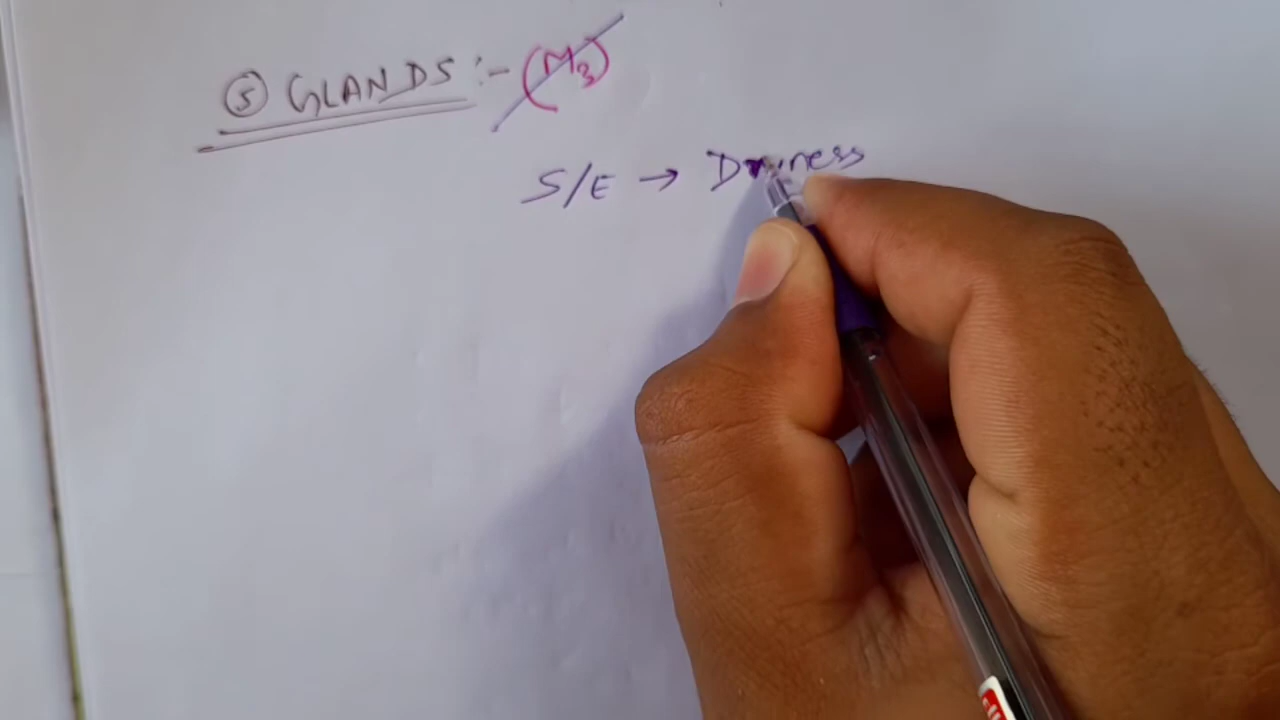 ⑤ GLANDS :- (M3)
S/E → Dryness